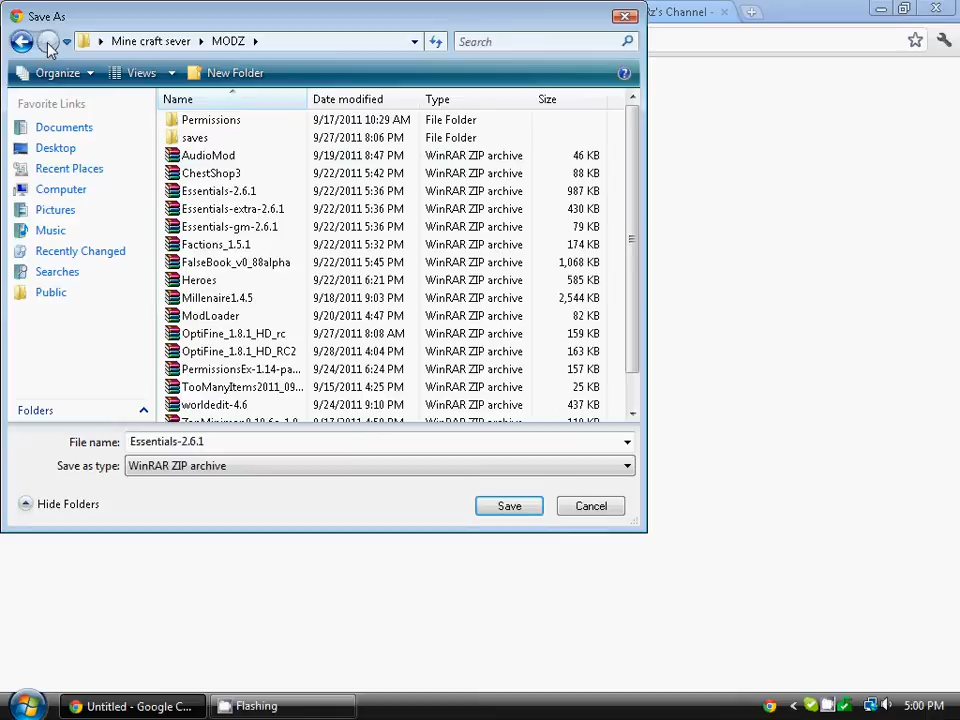 Save As
z's Channel -
Mine craft sever
MODZ
Search
Organize
Views
New Folder
Favorite Links
Documents
Desktop
Recent Places
Computer
Pictures
Music
Recently Changed
Searches
Public
Folders
Name Date modified Type Size
Permissions 9/17/2011 10:29 AM File Folder
saves 9/27/2011 8:06 PM File Folder
AudioMod 9/19/2011 8:47 PM WinRAR ZIP archive 46 KB
ChestShop3 9/22/2011 5:42 PM WinRAR ZIP archive 88 KB
Essentials-2.6.1 9/22/2011 5:36 PM WinRAR ZIP archive 987 KB
Essentials-extra-2.6.1 9/22/2011 5:36 PM WinRAR ZIP archive 430 KB
Essentials-gm-2.6.1 9/22/2011 5:36 PM WinRAR ZIP archive 79 KB
Factions_1.5.1 9/22/2011 5:32 PM WinRAR ZIP archive 174 KB
FalseBook_v0_88alpha 9/22/2011 5:45 PM WinRAR ZIP archive 1,068 KB
Heroes 9/22/2011 5:45 PM WinRAR ZIP archive 585 KB
Millenaire1.4.5 9/18/2011 9:03 PM WinRAR ZIP archive 2,544 KB
ModLoader 9/20/2011 4:47 PM WinRAR ZIP archive 82 KB
OptiFine_1.8.1_HD_rc 9/27/2011 8:08 AM WinRAR ZIP archive 159 KB
OptiFine_1.8.1_HD_RC2 9/28/2011 4:04 PM WinRAR ZIP archive 163 KB
PermissionsEx-1.14-pa... 9/24/2011 6:24 PM WinRAR ZIP archive 157 KB
TooManyItems2011_09... 9/15/2011 4:25 PM WinRAR ZIP archive 25 KB
worldedit-4.6 9/24/2011 9:10 PM WinRAR ZIP archive 437 KB
File name: Essentials-2.6.1
Save as type: WinRAR ZIP archive
Hide Folders
Save
Cancel
Untitled - Google C...
Flashing
5:00 PM